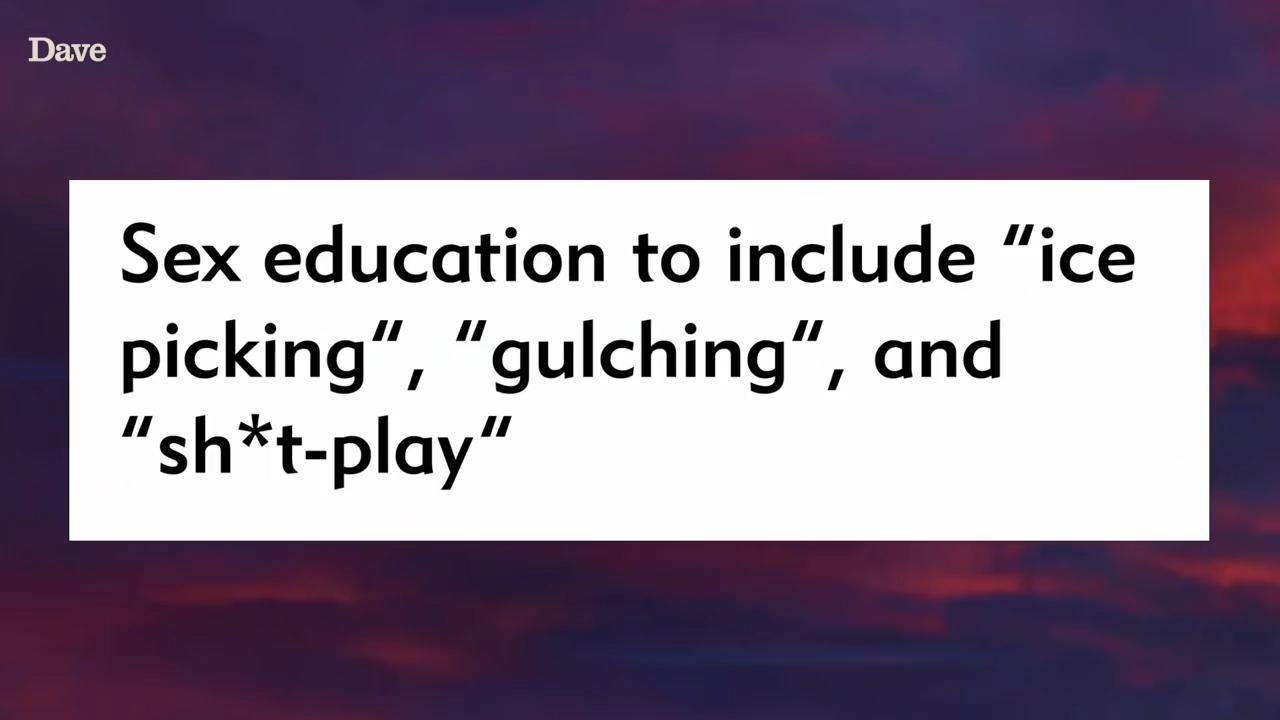 Dave
Sex education to include “ice
picking“, “gulching“, and
“sh*t-play“